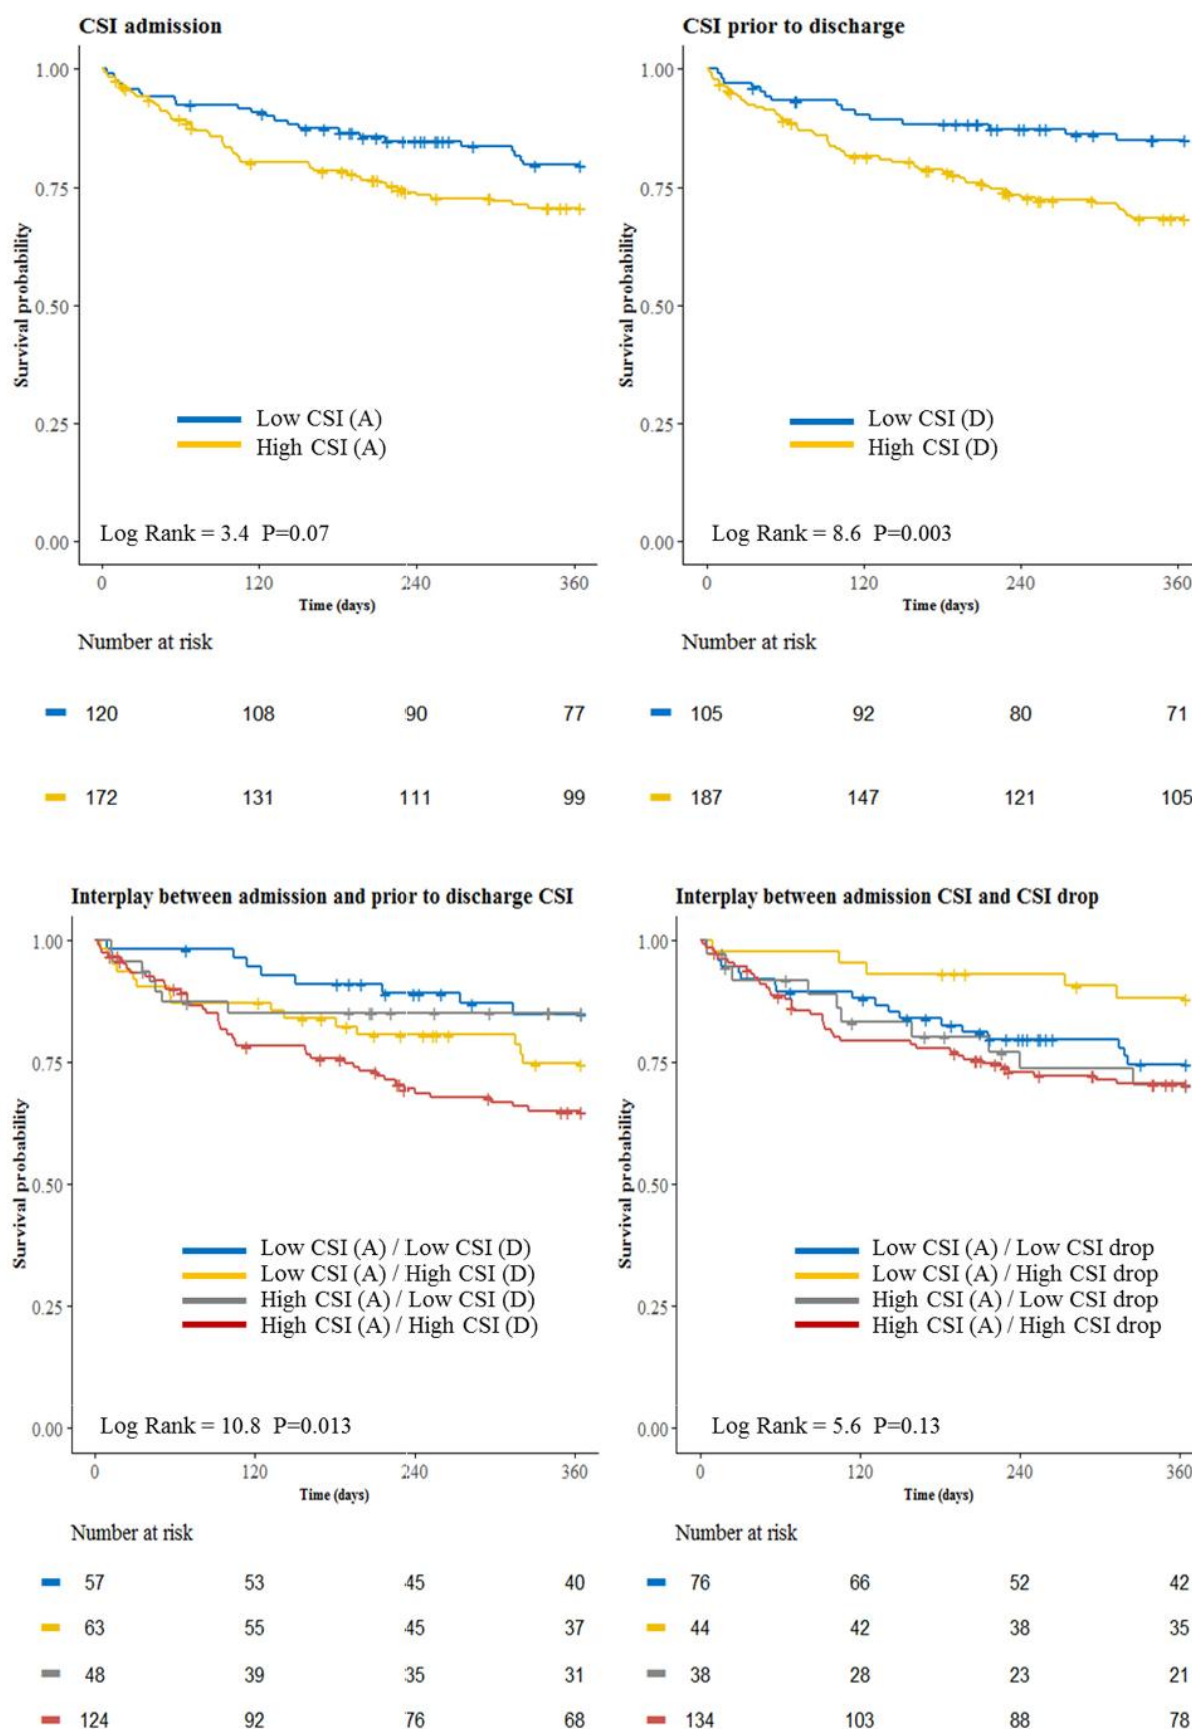 CSI admission
1.00
0.75
0.50
0.25
0.00
Survival probability
Low CSI (A)
High CSI (A)
Log Rank = 3.4 P=0.07
0 120 240 360
Time (days)
Number at risk
120 108 90 77
172 131 111 99
CSI prior to discharge
1.00
0.75
0.50
0.25
0.00
Survival probability
Low CSI (D)
High CSI (D)
Log Rank = 8.6 P=0.003
0 120 240 360
Time (days)
Number at risk
105 92 80 71
187 147 121 105
Interplay between admission and prior to discharge CSI
1.00
0.75
0.50
0.25
0.00
Survival probability
Low CSI (A) / Low CSI (D)
Low CSI (A) / High CSI (D)
High CSI (A) / Low CSI (D)
High CSI (A) / High CSI (D)
Log Rank = 10.8 P=0.013
0 120 240 360
Time (days)
Number at risk
57 53 45 40
63 55 45 37
48 39 35 31
124 92 76 68
Interplay between admission CSI and CSI drop
1.00
0.75
0.50
0.25
0.00
Survival probability
Low CSI (A) / Low CSI drop
Low CSI (A) / High CSI drop
High CSI (A) / Low CSI drop
High CSI (A) / High CSI drop
Log Rank = 5.6 P=0.13
0 120 240 360
Time (days)
Number at risk
76 66 52 42
44 42 38 35
38 28 23 21
134 103 88 78